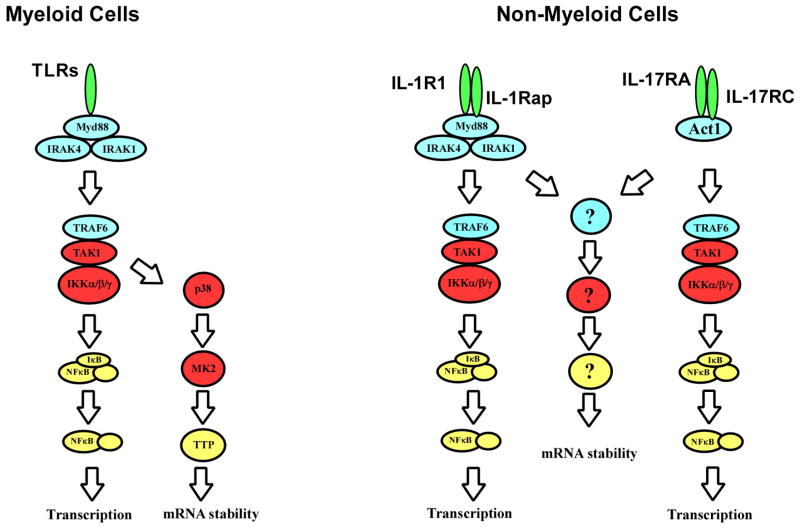 Myeloid Cells
TLRs
Myd88
IRAK4
IRAK1
TRAF6
TAK1
IKKα/β/γ
p38
IκB
NFκB
MK2
NFκB
TTP
Transcription
mRNA stability
Non-Myeloid Cells
IL-1R1
IL-1Rap
Myd88
IRAK4
IRAK1
TRAF6
TAK1
IKKα/β/γ
IκB
NFκB
NFκB
Transcription
?
?
?
mRNA stability
IL-17RA
IL-17RC
Act1
TRAF6
TAK1
IKKα/β/γ
IκB
NFκB
NFκB
Transcription